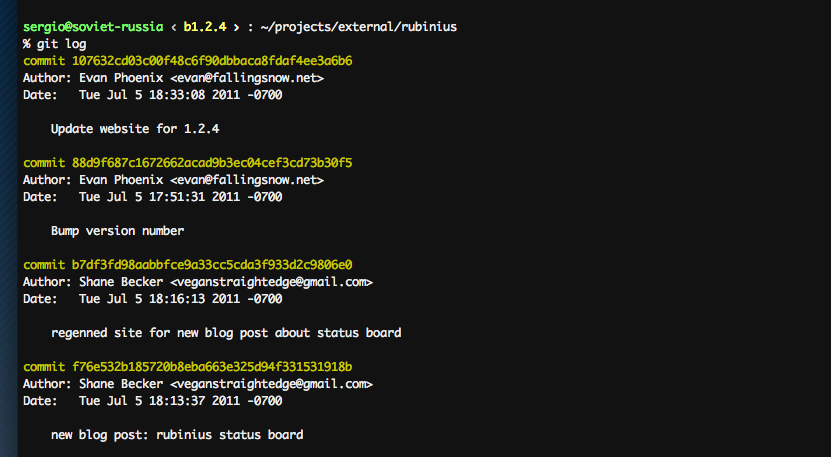 sergio@soviet-russia ‹ b1.2.4 › : ~/projects/external/rubinius
% git log
commit 107632cd03c00f48c6f90dbbaca8fdaf4ee3a6b6
Author: Evan Phoenix <evan@fallingsnow.net>
Date:   Tue Jul 5 18:33:08 2011 -0700
    Update website for 1.2.4
commit 88d9f687c1672662acad9b3ec04cef3cd73b30f5
Author: Evan Phoenix <evan@fallingsnow.net>
Date:   Tue Jul 5 17:51:31 2011 -0700
    Bump version number
commit b7df3fd98aabbfce9a33cc5cda3f933d2c9806e0
Author: Shane Becker <veganstraightedge@gmail.com>
Date:   Tue Jul 5 18:16:13 2011 -0700
    regenned site for new blog post about status board
commit f76e532b185720b8eba663e325d94f331531918b
Author: Shane Becker <veganstraightedge@gmail.com>
Date:   Tue Jul 5 18:13:37 2011 -0700
    new blog post: rubinius status board